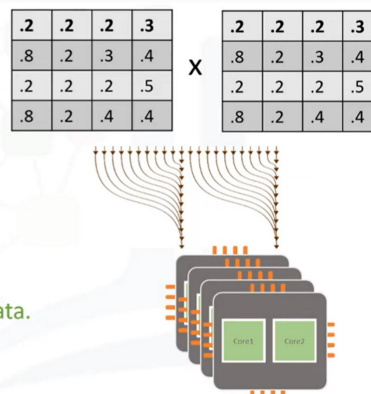 .2 .2 .2 .3
.8 .2 .3 .4
.2 .2 .2 .5
.8 .2 .4 .4
X
.2 .2 .2 .3
.8 .2 .3 .4
.2 .2 .2 .5
.8 .2 .4 .4
ata.
Core1 Core2